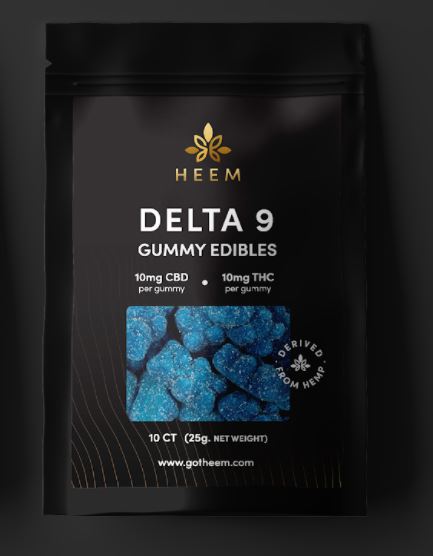 HEEM
DELTA 9
GUMMY EDIBLES
10mg CBD
per gummy
•
10mg THC
per gummy
DERIVED
FROM HEMP
10 CT (25g. NET WEIGHT)
www.gotheem.com